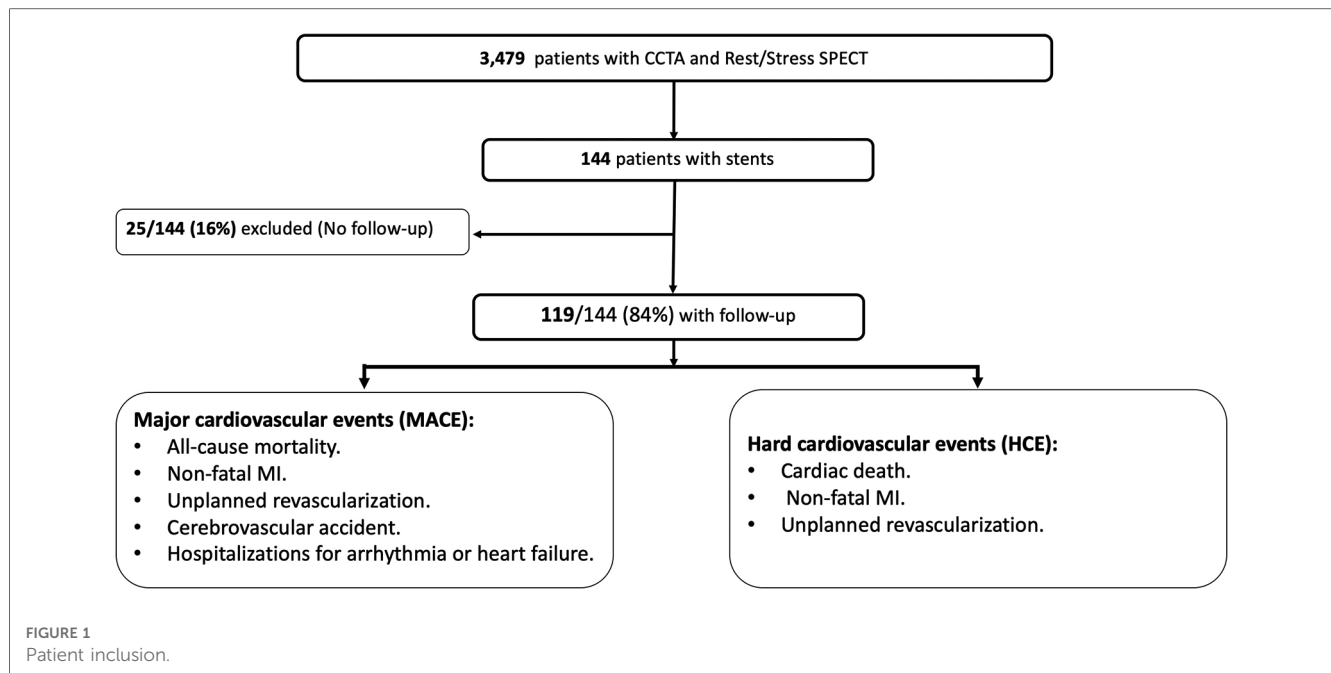 3,479 patients with CCTA and Rest/Stress SPECT
144 patients with stents
25/144 (16%) excluded (No follow-up)
119/144 (84%) with follow-up
Major cardiovascular events (MACE):
• All-cause mortality.
• Non-fatal MI.
• Unplanned revascularization.
• Cerebrovascular accident.
• Hospitalizations for arrhythmia or heart failure.
Hard cardiovascular events (HCE):
• Cardiac death.
• Non-fatal MI.
• Unplanned revascularization.
FIGURE 1
Patient inclusion.